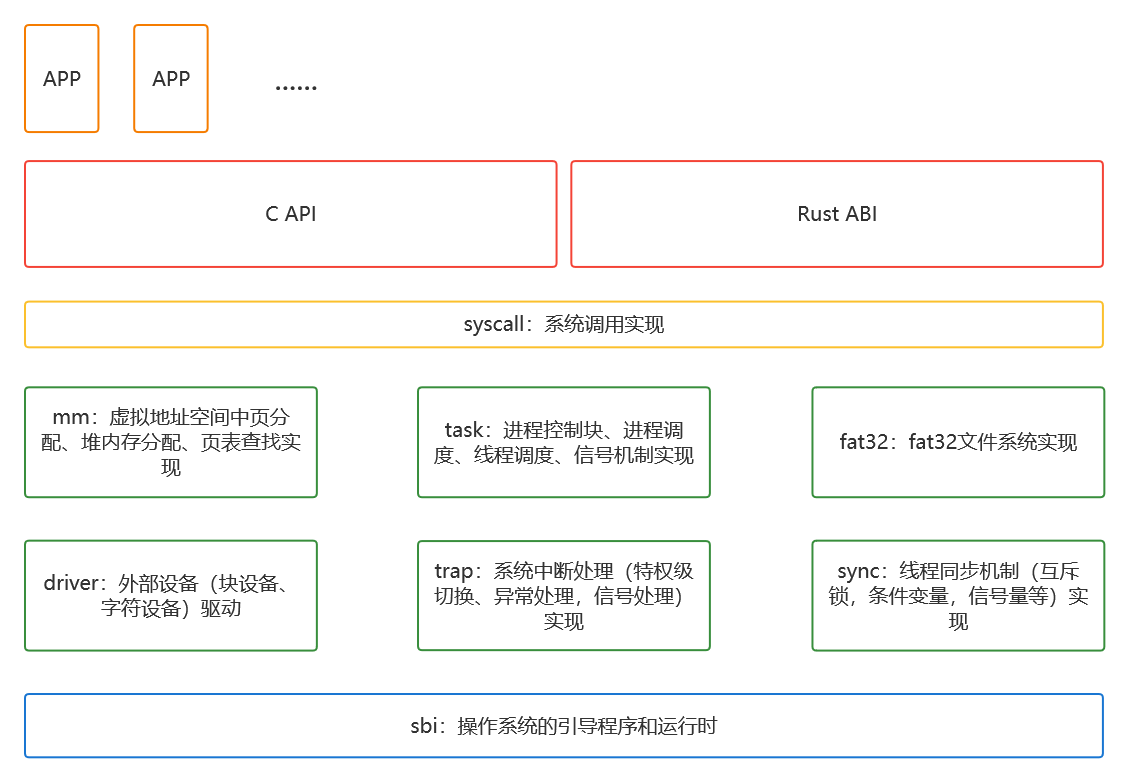 APP
APP
......
C API
Rust ABI
syscall：系统调用实现
mm：虚拟地址空间中页分
配、堆内存分配、页表查找实
现
task：进程控制块、进程调
度、线程调度、信号机制实现
fat32：fat32文件系统实现
driver：外部设备（块设备、
字符设备）驱动
trap：系统中断处理（特权级
切换、异常处理，信号处理）
实现
sync：线程同步机制（互斥
锁，条件变量，信号量等）实
现
sbi：操作系统的引导程序和运行时